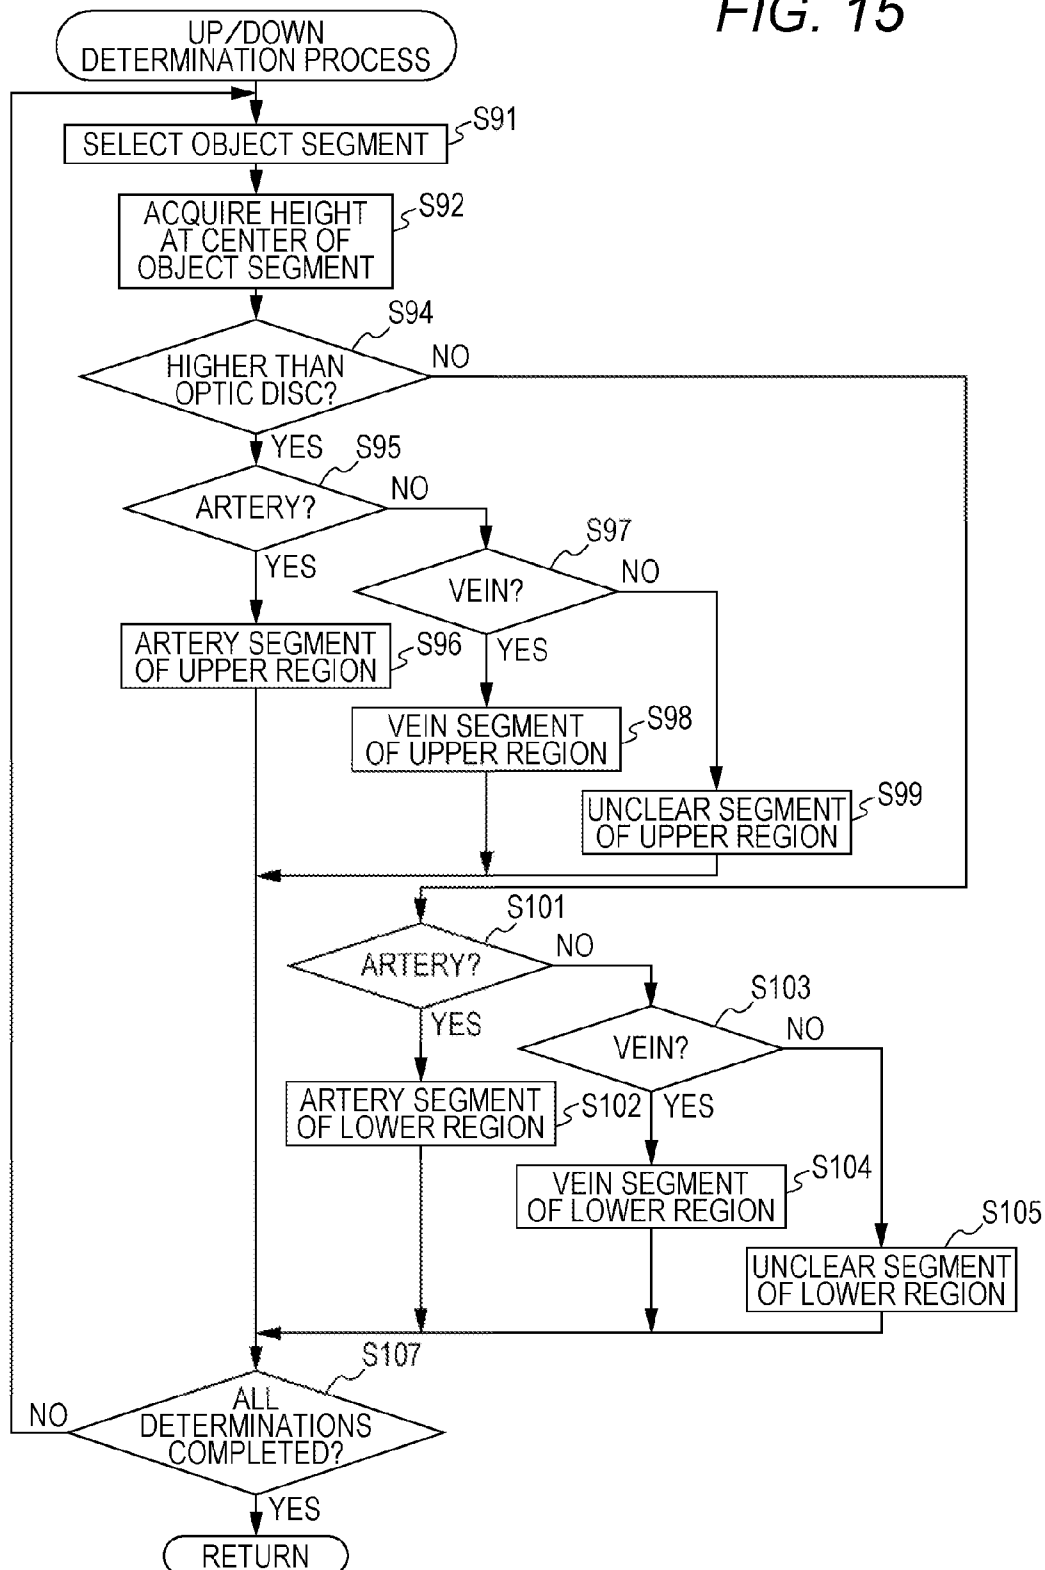 FIG. 15
UP/DOWN
DETERMINATION PROCESS
S91
SELECT OBJECT SEGMENT
S92
ACQUIRE HEIGHT
AT CENTER OF
OBJECT SEGMENT
S94
HIGHER THAN
OPTIC DISC?
NO
YES
S95
ARTERY?
NO
YES
S97
VEIN?
NO
YES
ARTERY SEGMENT
OF UPPER REGION
S96
VEIN SEGMENT
OF UPPER REGION
S98
UNCLEAR SEGMENT
OF UPPER REGION
S99
S101
ARTERY?
NO
YES
S103
VEIN?
NO
YES
ARTERY SEGMENT
OF LOWER REGION
S102
VEIN SEGMENT
OF LOWER REGION
S104
S105
UNCLEAR SEGMENT
OF LOWER REGION
S107
ALL
DETERMINATIONS
COMPLETED?
NO
YES
RETURN